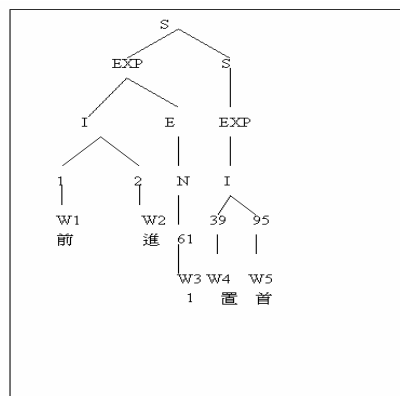 S
EXP S
I E EXP
1 2 N I
W1 W2 61 39 95
前 進 W3 W4 W5
1 置 首